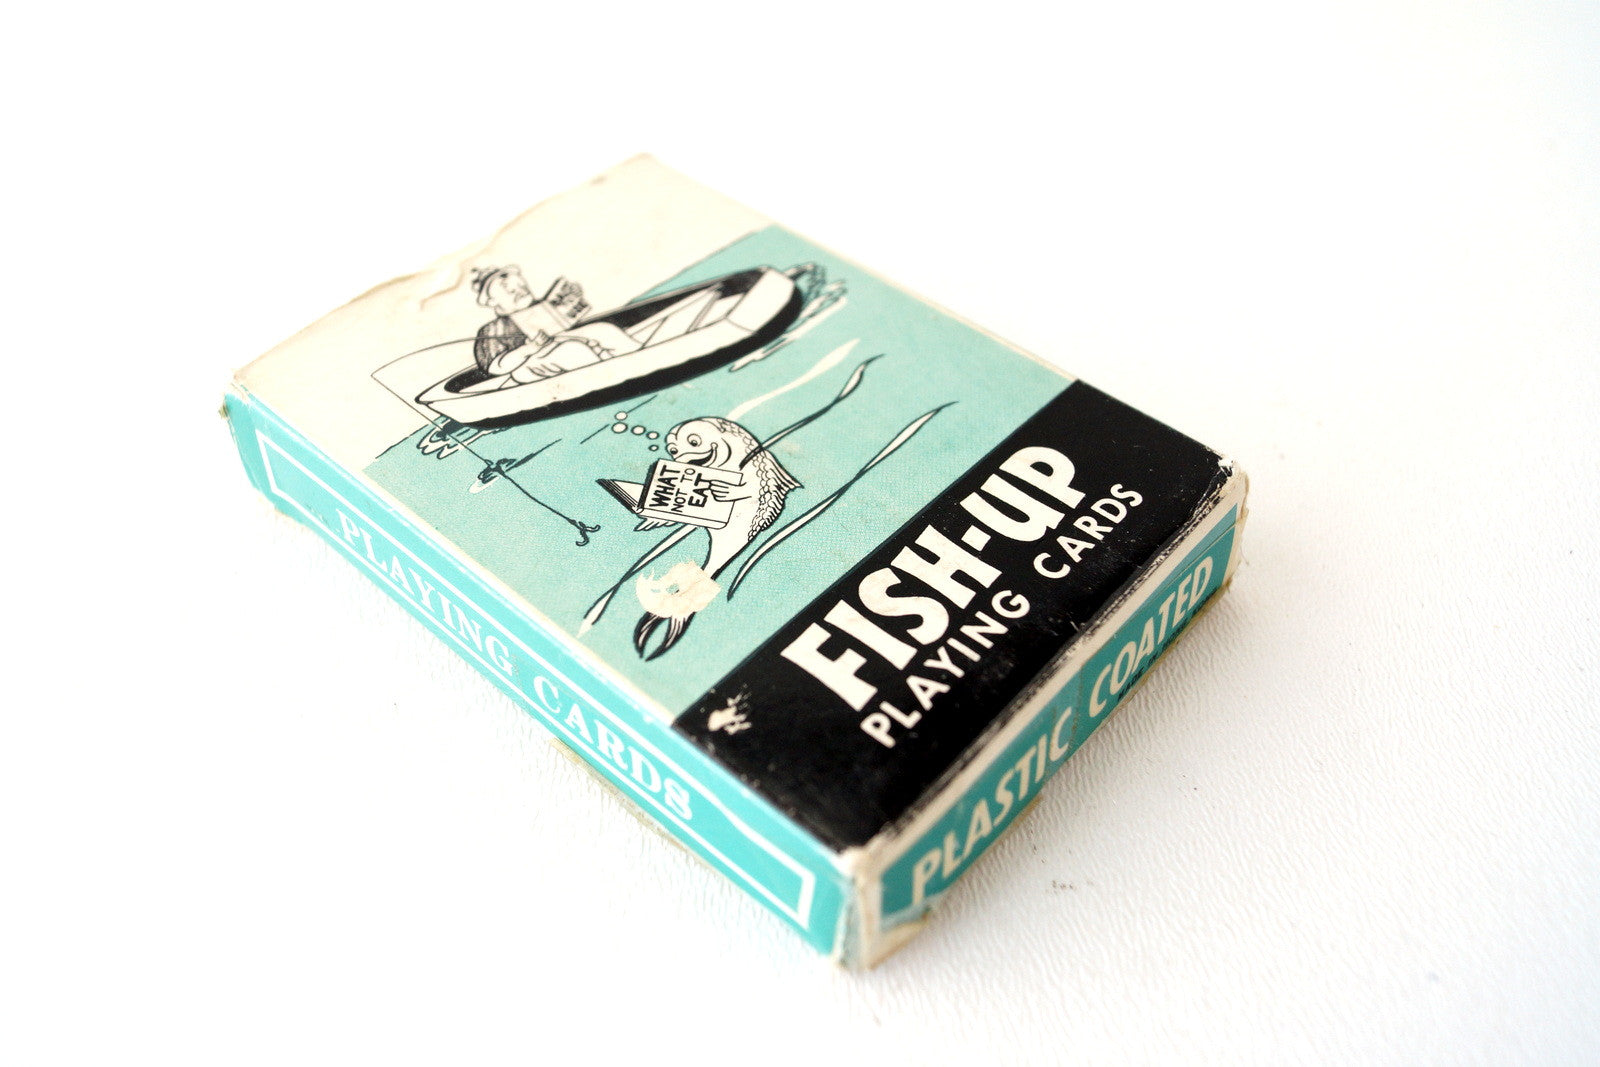 WHAT
NOT TO
EAT
FISH-UP
PLAYING CARDS
PLAYING CARDS
PLASTIC COATED